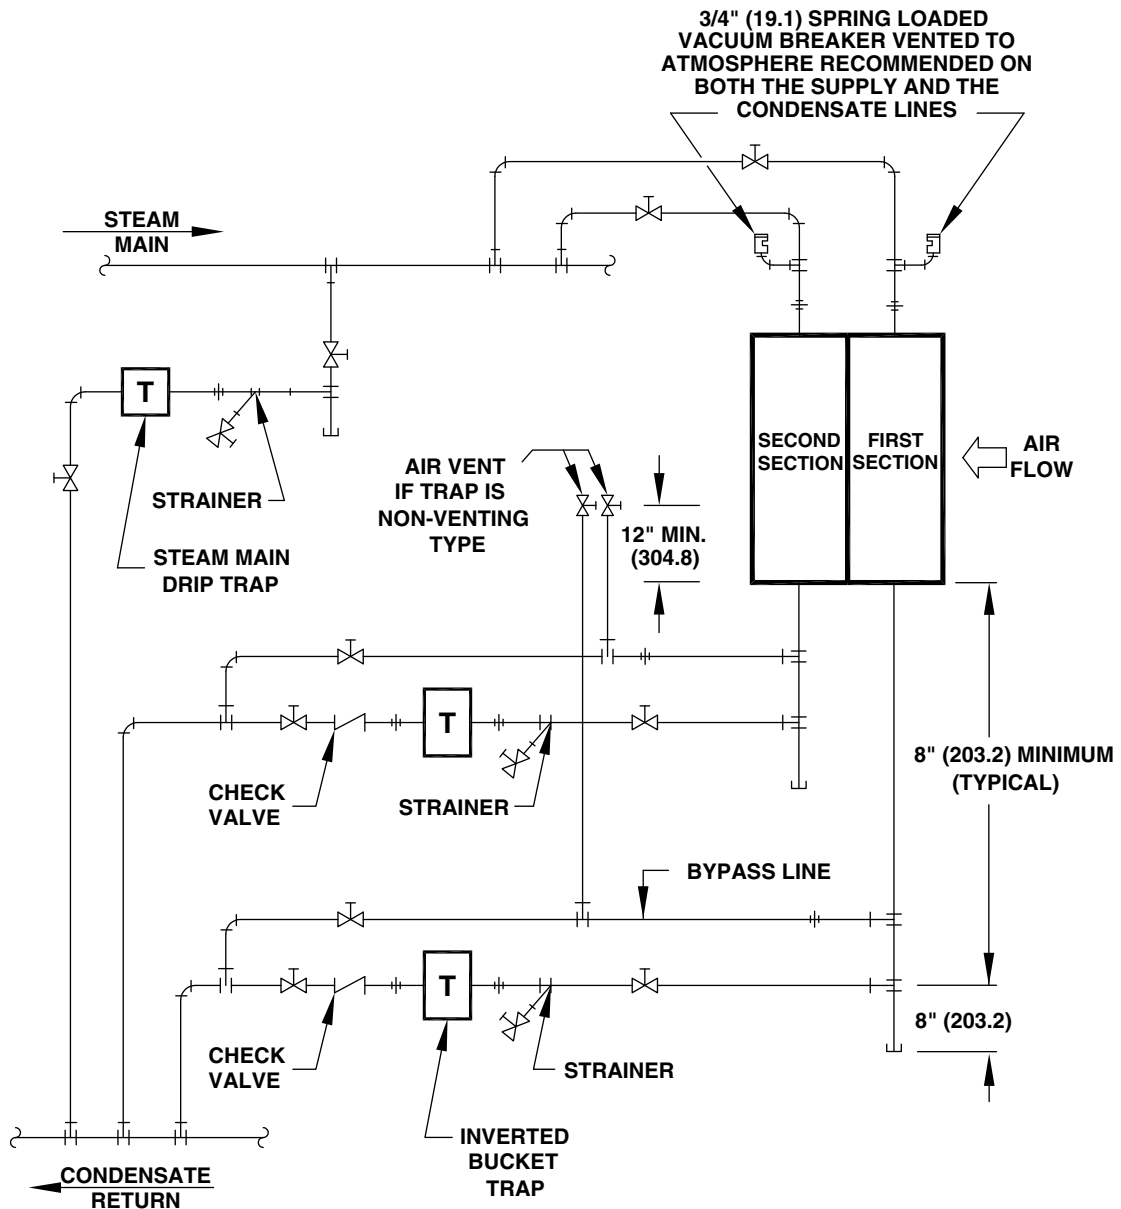 3/4" (19.1) SPRING LOADED
VACUUM BREAKER VENTED TO
ATMOSPHERE RECOMMENDED ON
BOTH THE SUPPLY AND THE
CONDENSATE LINES
STEAM
MAIN
T
STRAINER
STEAM MAIN
DRIP TRAP
AIR VENT
IF TRAP IS
NON-VENTING
TYPE
12" MIN.
(304.8)
SECOND
SECTION
FIRST
SECTION
AIR
FLOW
T
CHECK
VALVE
STRAINER
8" (203.2) MINIMUM
(TYPICAL)
BYPASS LINE
T
8" (203.2)
CHECK
VALVE
STRAINER
INVERTED
BUCKET
TRAP
CONDENSATE
RETURN